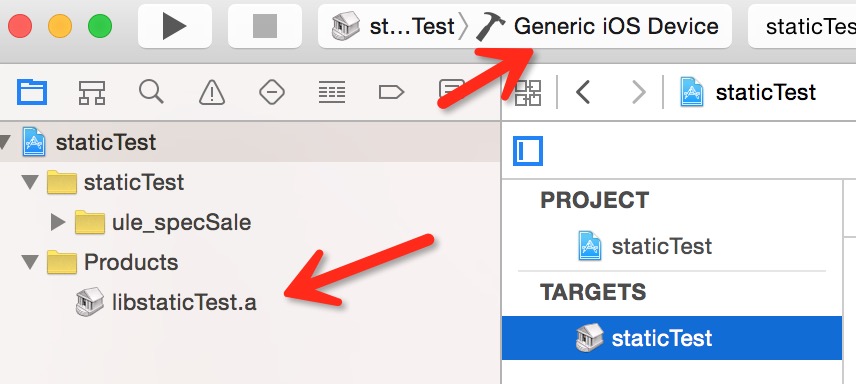 st...Test Generic iOS Device staticTes
staticTest
staticTest
staticTest
ule_specSale
Products
libstaticTest.a
PROJECT
staticTest
TARGETS
staticTest